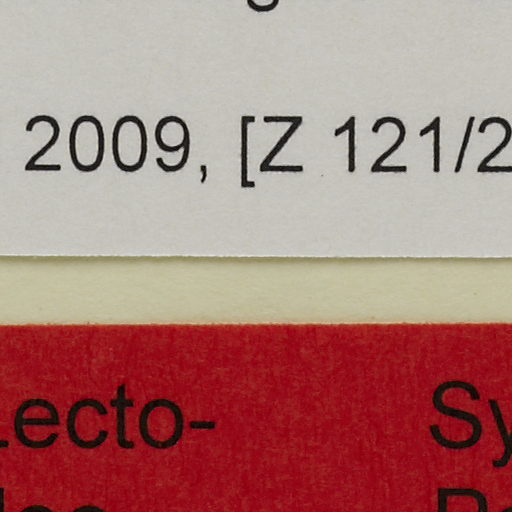 2009, [Z 121/2
Lecto- Sy